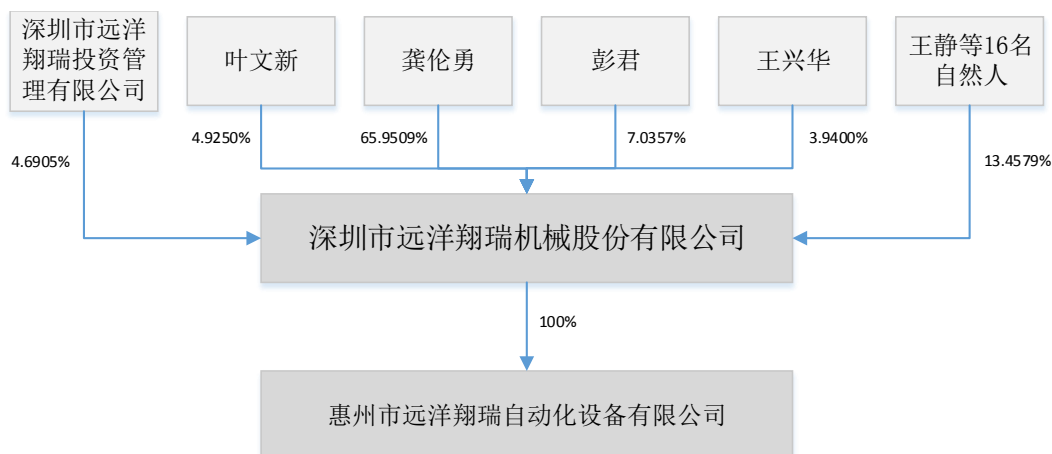 深圳市远洋
翔瑞投资管
理有限公司
叶文新
龚伦勇
彭君
王兴华
王静等16名
自然人
4.6905%
4.9250%
65.9509%
7.0357%
3.9400%
13.4579%
深圳市远洋翔瑞机械股份有限公司
100%
惠州市远洋翔瑞自动化设备有限公司